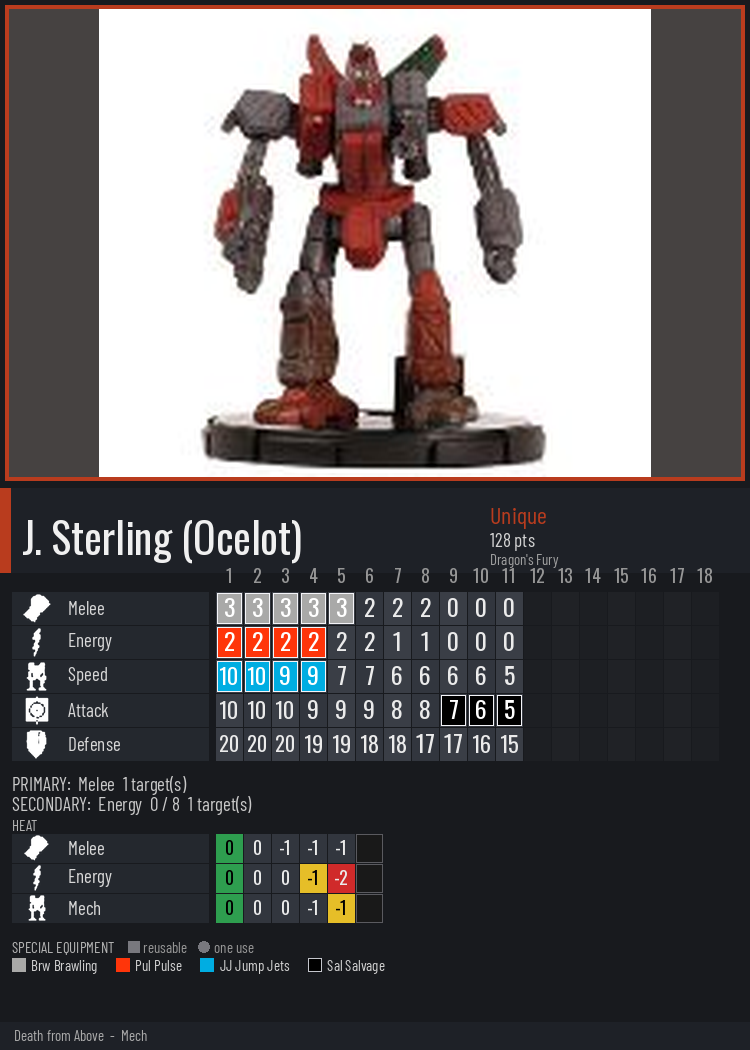 J. Sterling (Ocelot)
Unique
128 pts
Dragon's Fury
1 2 3 4 5 6 7 8 9 10 11 12 13 14 15 16 17 18
Melee 3 3 3 3 3 2 2 2 0 0 0
Energy 2 2 2 2 2 2 1 1 0 0 0
Speed 10 10 9 9 7 7 6 6 6 6 5
Attack 10 10 10 9 9 9 8 8 7 6 5
Defense 20 20 20 19 19 18 18 17 17 16 15
PRIMARY: Melee 1 target(s)
SECONDARY: Energy 0 / 8 1 target(s)
HEAT
Melee 0 0 -1 -1 -1
Energy 0 0 0 -1 -2
Mech 0 0 0 -1 -1
SPECIAL EQUIPMENT reusable one use
Brw Brawling Pul Pulse JJ Jump Jets Sal Salvage
Death from Above - Mech